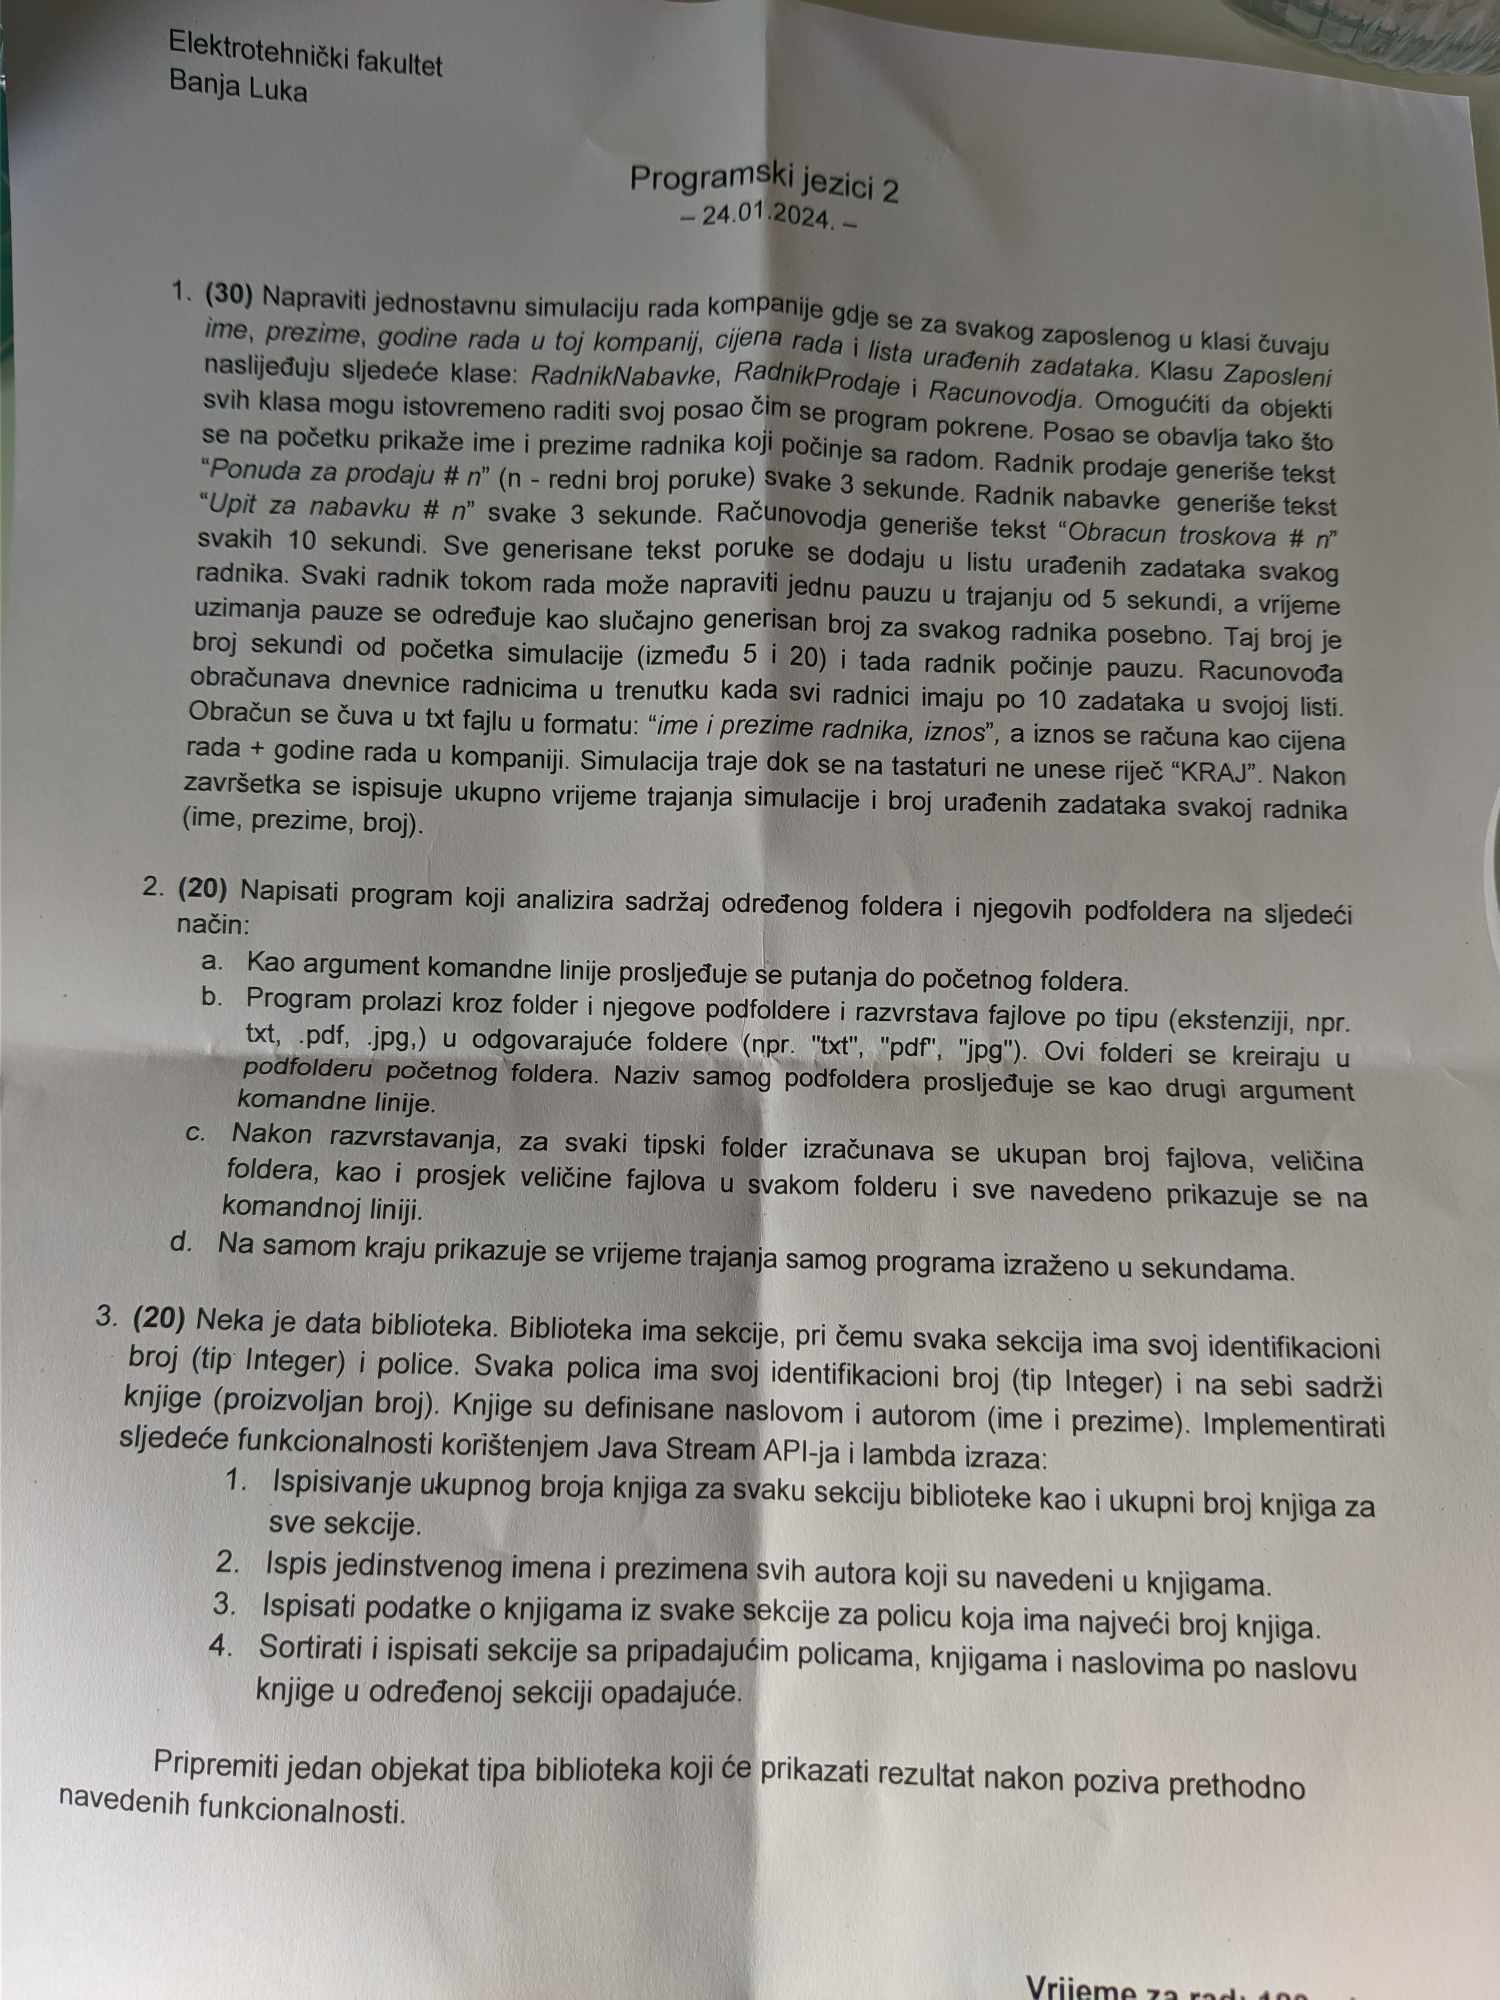 Elektrotehnički fakultet
Banja Luka
Programski jezici 2
– 24.01.2024. –
1. (30) Napraviti jednostavnu simulaciju rada kompanije gdje se za svakog zaposlenog u klasi čuvaju
ime, prezime, godine rada u toj kompanij, cijena rada i lista urađenih zadataka. Klasu Zaposleni
naslijeđuju sljedeće klase: RadnikNabavke, RadnikProdaje i Racunovodja. Omogućiti da objekti
svih klasa mogu istovremeno raditi svoj posao čim se program pokrene. Posao se obavlja tako što
se na početku prikaže ime i prezime radnika koji počinje sa radom. Radnik prodaje generiše tekst
“Ponuda za prodaju # n” (n - redni broj poruke) svake 3 sekunde. Radnik nabavke generiše tekst
“Upit za nabavku # n” svake 3 sekunde. Računovodja generiše tekst “Obracun troskova # n”
svakih 10 sekundi. Sve generisane tekst poruke se dodaju u listu urađenih zadataka svakog
radnika. Svaki radnik tokom rada može napraviti jednu pauzu u trajanju od 5 sekundi, a vrijeme
uzimanja pauze se određuje kao slučajno generisan broj za svakog radnika posebno. Taj broj je
broj sekundi od početka simulacije (između 5 i 20) i tada radnik počinje pauzu. Racunovođa
obračunava dnevnice radnicima u trenutku kada svi radnici imaju po 10 zadataka u svojoj listi.
Obračun se čuva u txt fajlu u formatu: “ime i prezime radnika, iznos”, a iznos se računa kao cijena
rada + godine rada u kompaniji. Simulacija traje dok se na tastaturi ne unese riječ “KRAJ”. Nakon
završetka se ispisuje ukupno vrijeme trajanja simulacije i broj urađenih zadataka svakoj radnika
(ime, prezime, broj).
2. (20) Napisati program koji analizira sadržaj određenog foldera i njegovih podfoldera na sljedeći
način:
a. Kao argument komandne linije prosljeđuje se putanja do početnog foldera.
b. Program prolazi kroz folder i njegove podfoldere i razvrstava fajlove po tipu (ekstenziji, npr.
txt, .pdf, .jpg,) u odgovarajuće foldere (npr. "txt", "pdf", "jpg"). Ovi folderi se kreiraju u
podfolderu početnog foldera. Naziv samog podfoldera prosljeđuje se kao drugi argument
komandne linije.
c. Nakon razvrstavanja, za svaki tipski folder izračunava se ukupan broj fajlova, veličina
foldera, kao i prosjek veličine fajlova u svakom folderu i sve navedeno prikazuje se na
komandnoj liniji.
d. Na samom kraju prikazuje se vrijeme trajanja samog programa izraženo u sekundama.
3. (20) Neka je data biblioteka. Biblioteka ima sekcije, pri čemu svaka sekcija ima svoj identifikacioni
broj (tip Integer) i police. Svaka polica ima svoj identifikacioni broj (tip Integer) i na sebi sadrži
knjige (proizvoljan broj). Knjige su definisane naslovom i autorom (ime i prezime). Implementirati
sljedeće funkcionalnosti korištenjem Java Stream API-ja i lambda izraza:
1. Ispisivanje ukupnog broja knjiga za svaku sekciju biblioteke kao i ukupni broj knjiga za
sve sekcije.
2. Ispis jedinstvenog imena i prezimena svih autora koji su navedeni u knjigama.
3. Ispisati podatke o knjigama iz svake sekcije za policu koja ima najveći broj knjiga.
4. Sortirati i ispisati sekcije sa pripadajućim policama, knjigama i naslovima po naslovu
knjige u određenoj sekciji opadajuće.
Pripremiti jedan objekat tipa biblioteka koji će prikazati rezultat nakon poziva prethodno
navedenih funkcionalnosti.
Vrijeme za rad: